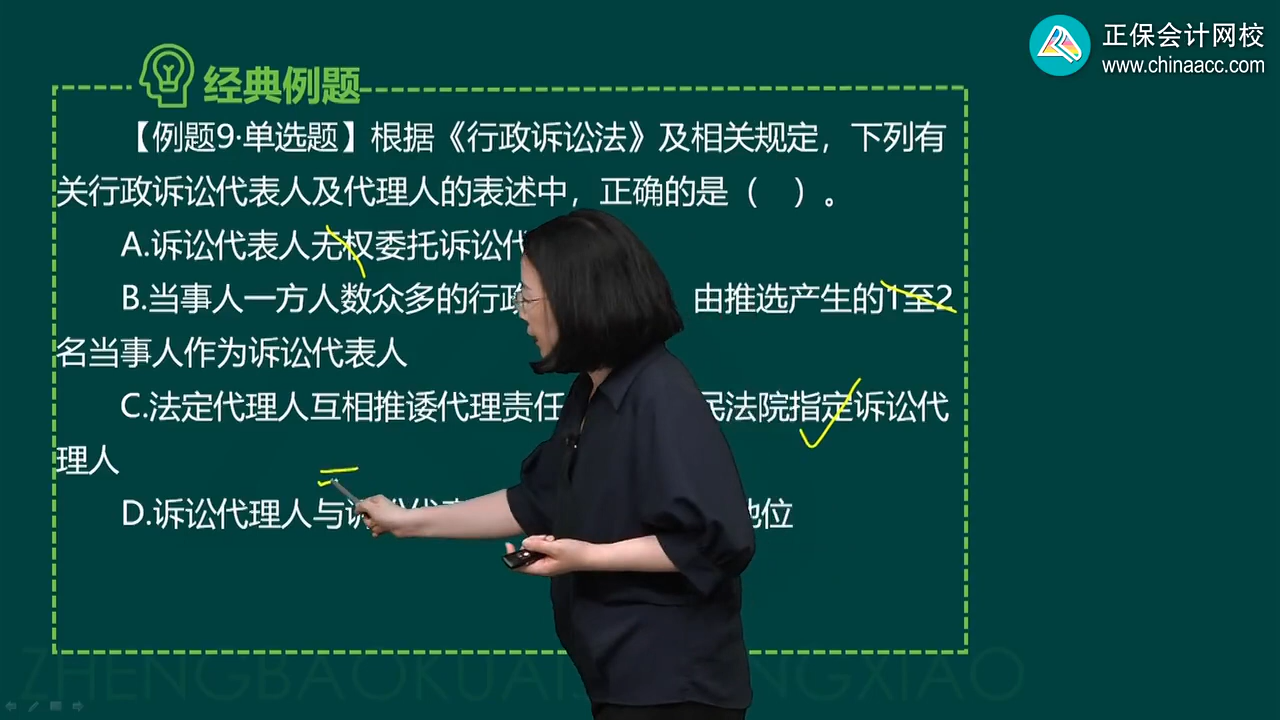 正保会计网校
www.chinaacc.com
经典例题
【例题9·单选题】根据《行政诉讼法》及相关规定，下列有
关行政诉讼代表人及代理人的表述中，正确的是（ ）。
A.诉讼代表人无权委托诉讼代
B.当事人一方人数众多的行政 由推选产生的1至2
名当事人作为诉讼代表人
C.法定代理人互相推诿代理责任 民法院指定诉讼代
理人
D.诉讼代理人与诉讼代表 地位